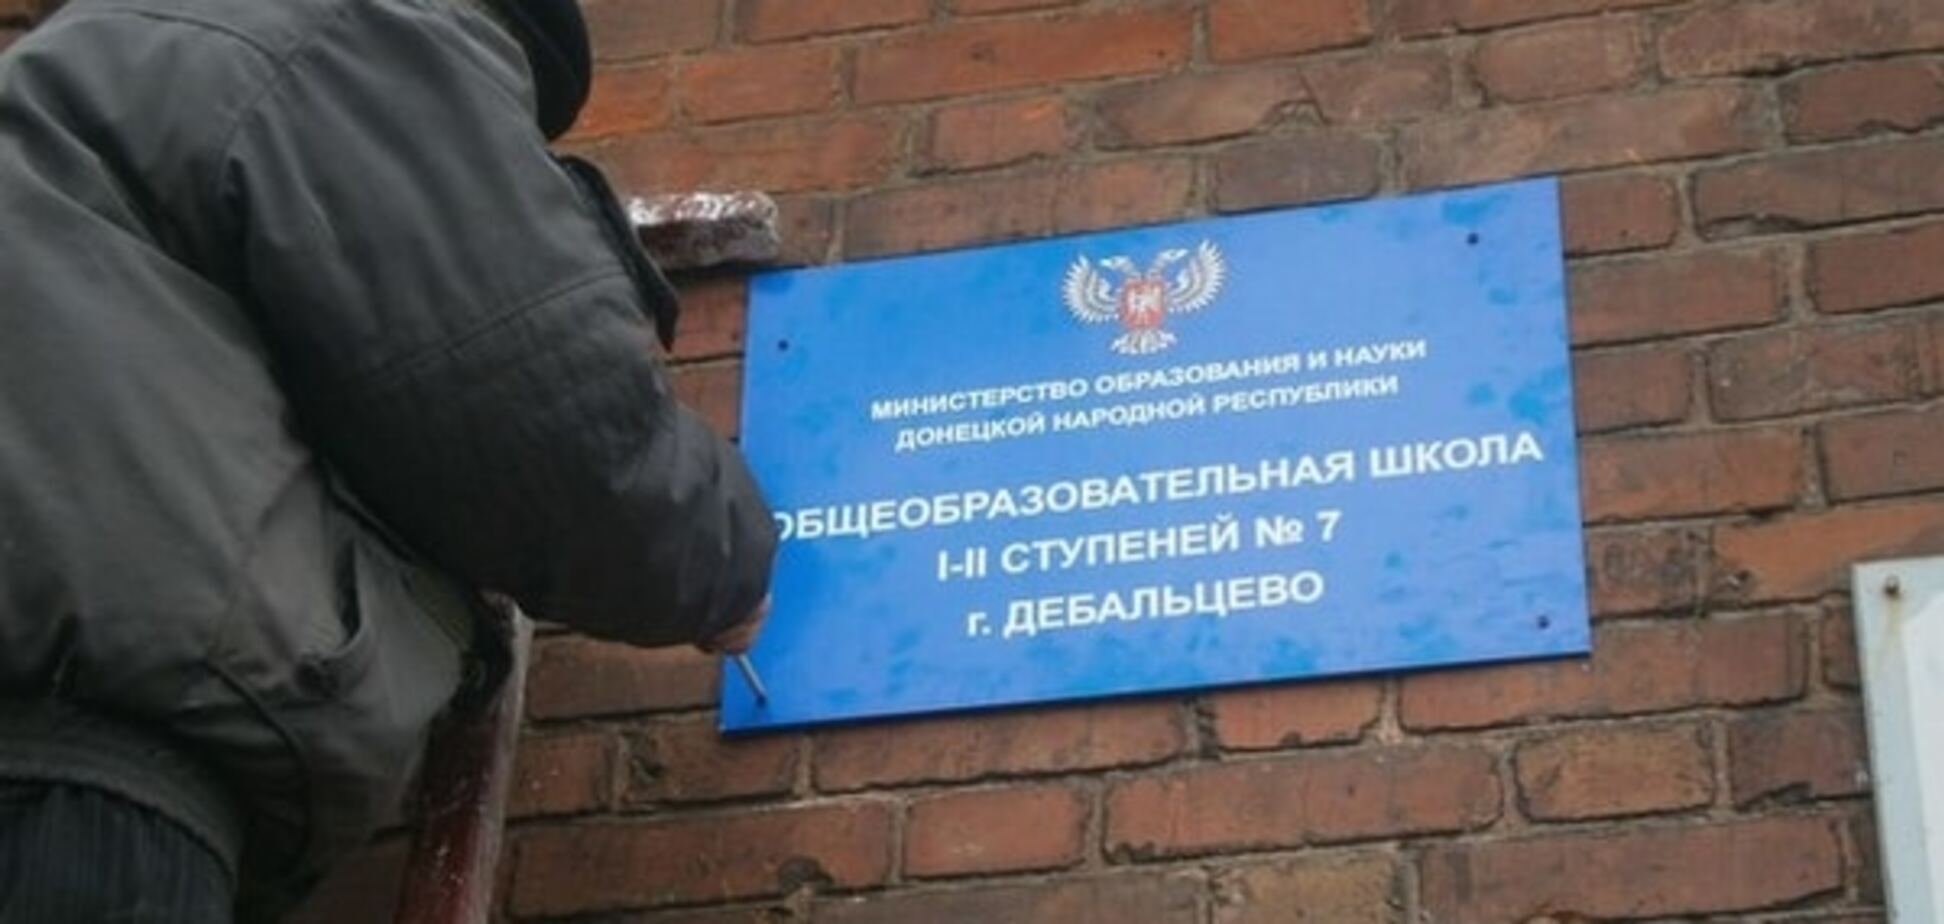 МИНИСТЕРСТВО ОБРАЗОВАНИЯ И НАУКИ
ДОНЕЦКОЙ НАРОДНОЙ РЕСПУБЛИКИ
ОБЩЕОБРАЗОВАТЕЛЬНАЯ ШКОЛА
I-II СТУПЕНЕЙ № 7
г. ДЕБАЛЬЦЕВО